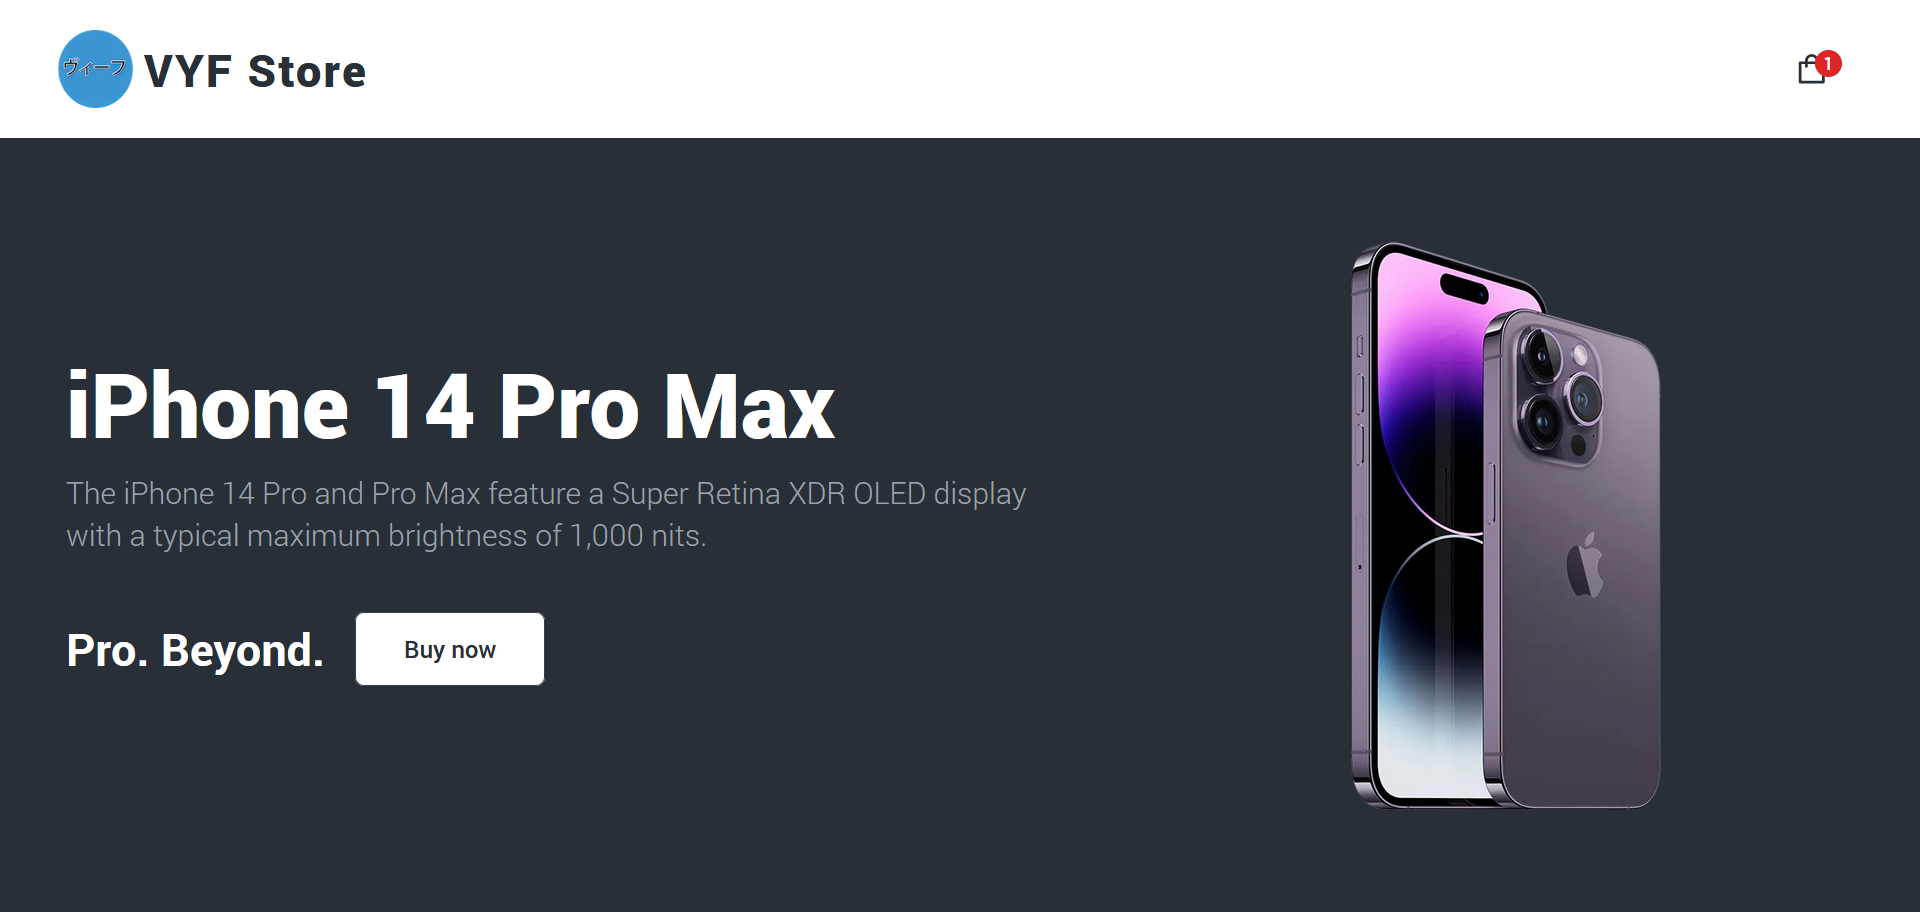 ヴィーフ
VYF Store
1
iPhone 14 Pro Max
The iPhone 14 Pro and Pro Max feature a Super Retina XDR OLED display
with a typical maximum brightness of 1,000 nits.
Pro. Beyond.
Buy now